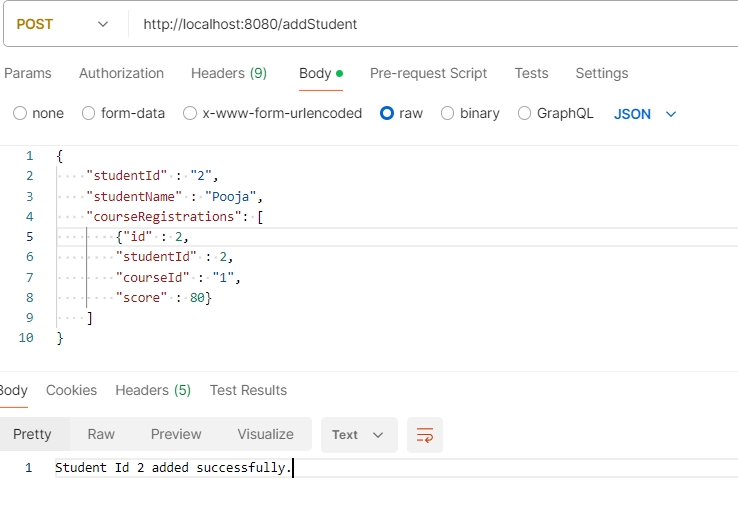 POST http://localhost:8080/addStudent
Params Authorization Headers (9) Body Pre-request Script Tests Settings
none form-data x-www-form-urlencoded raw binary GraphQL JSON
1 {
2 "studentId" : "2",
3 "studentName" : "Pooja",
4 "courseRegistrations": [
5 {"id" : 2,
6 "studentId" : 2,
7 "courseId" : "1",
8 "score" : 80}
9 ]
10 }
Body Cookies Headers (5) Test Results
Pretty Raw Preview Visualize Text
1 Student Id 2 added successfully.